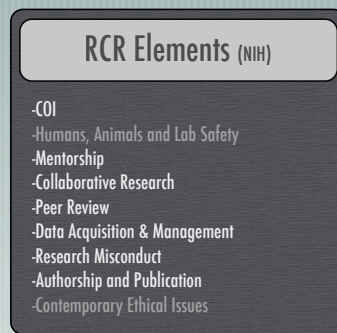 RCR Elements (NIH)
-COI
-Humans, Animals and Lab Safety
-Mentorship
-Collaborative Research
-Peer Review
-Data Acquisition & Management
-Research Misconduct
-Authorship and Publication
-Contemporary Ethical Issues